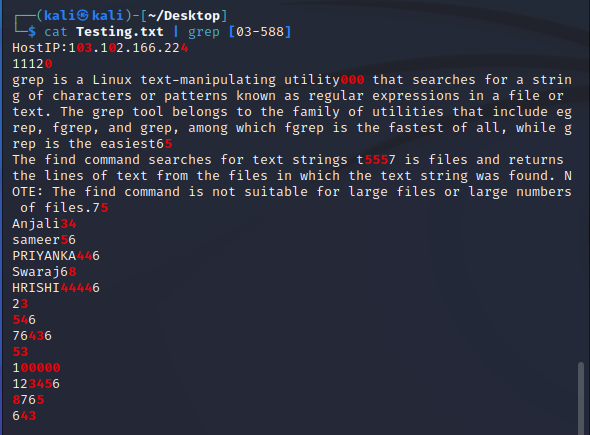 ┌──(kali㉿kali)-[~/Desktop]
└─$ cat Testing.txt | grep [03-588]
HostIP:103.102.166.224
11120
grep is a Linux text-manipulating utility000 that searches for a strin
g of characters or patterns known as regular expressions in a file or
text. The grep tool belongs to the family of utilities that include eg
rep, fgrep, and grep, among which fgrep is the fastest of all, while g
rep is the easiest65
The find command searches for text strings t5557 is files and returns
the lines of text from the files in which the text string was found. N
OTE: The find command is not suitable for large files or large numbers
 of files.75
Anjali34
sameer56
PRIYANKA446
Swaraj68
HRISHI44446
23
546
76436
53
100000
123456
8765
643